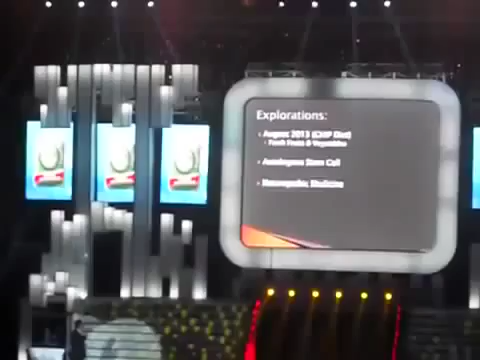 Explorations:
· August 2013 (CHIP Diet)
· Fresh Fruits & Vegetables
· Autologous Stem Cell
· Naturopathic Medicine